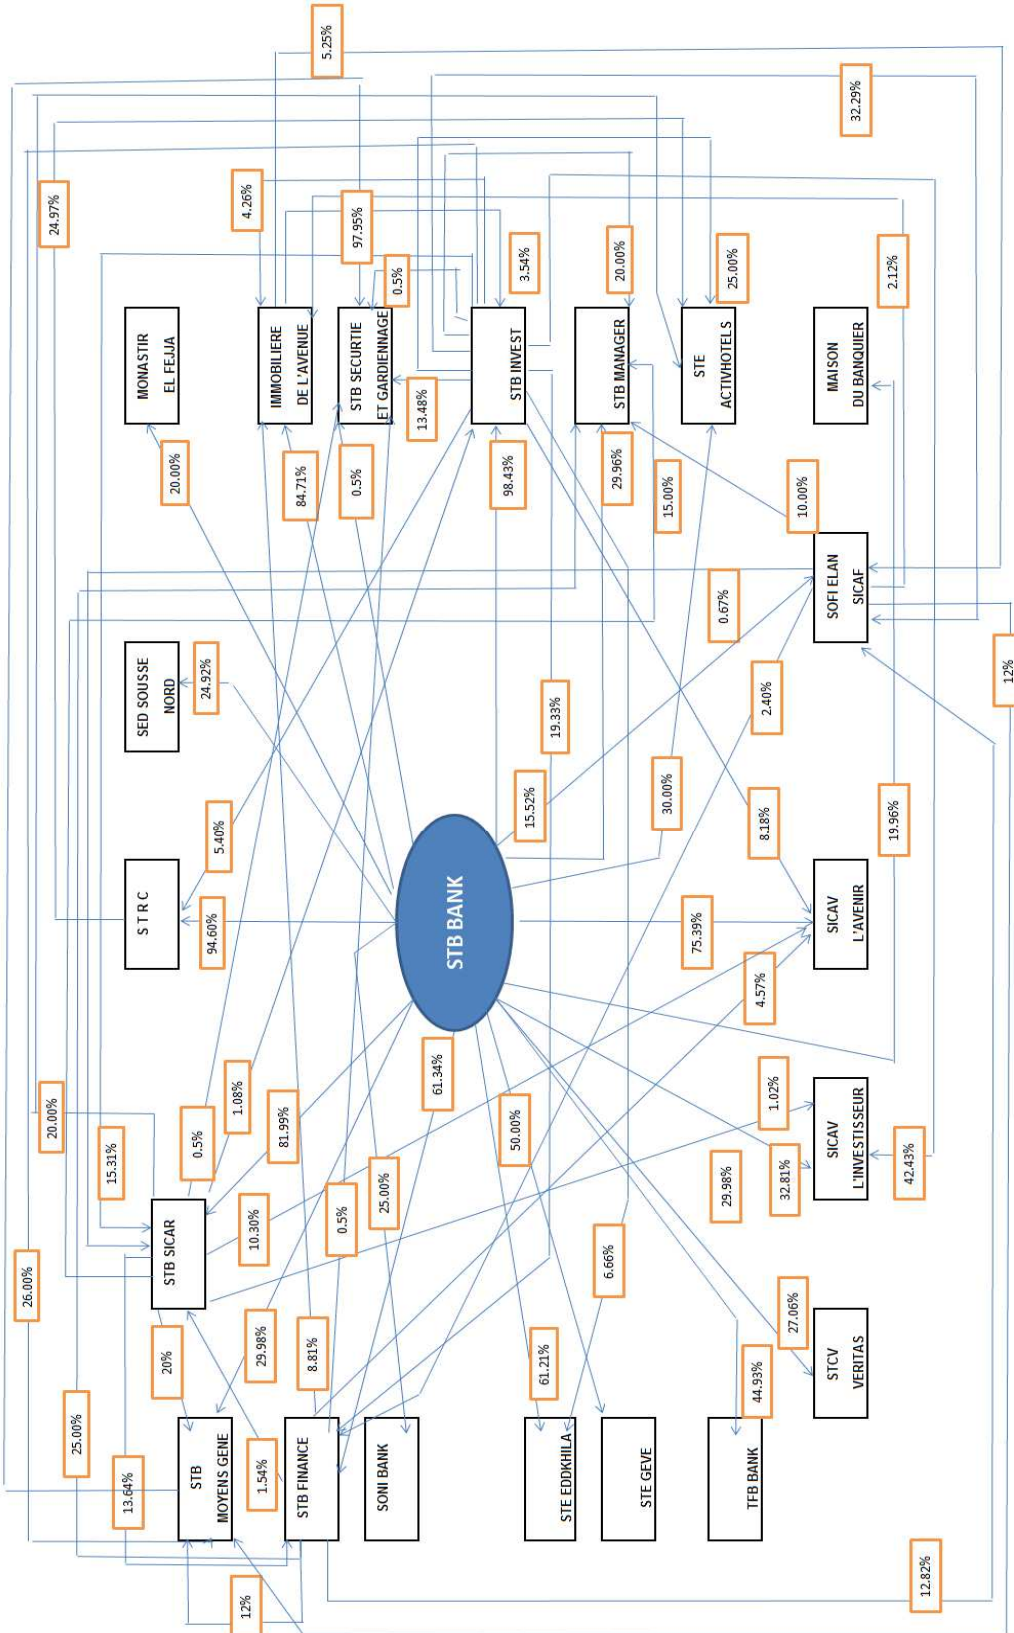 STB
MOYENS GENE
STB FINANCE
SONI BANK
STE EDDKHILA
STE GEVE
TFB BANK
STB SICAR
STCV
VERITAS
SICAV
L'INVESTISSEUR
S T R C
STB BANK
SICAV
L'AVENIR
SED SOUSSE
NORD
SOFI ELAN
SICAF
MONASTIR
EL FEJJA
IMMOBILIERE
DE L'AVENUE
STB SECURTIE
ET GARDIENNAGE
STB INVEST
STB MANAGER
STE
ACTIVHOTELS
MAISON
DU BANQUIER
12%
12.82%
13.64%
25.00%
1.54%
20%
29.98%
8.81%
61.21%
44.93%
27.06%
26.00%
6.66%
15.31%
20.00%
0.5%
10.30%
1.08%
81.99%
0.5%
25.00%
61.34%
50.00%
29.98%
32.81%
1.02%
42.43%
94.60%
5.40%
75.39%
4.57%
15.52%
30.00%
8.18%
19.96%
24.92%
19.33%
2.40%
0.67%
12%
20.00%
84.71%
0.5%
98.43%
29.96%
15.00%
10.00%
13.48%
24.97%
4.26%
97.95%
0.5%
3.54%
20.00%
25.00%
2.12%
5.25%
32.29%